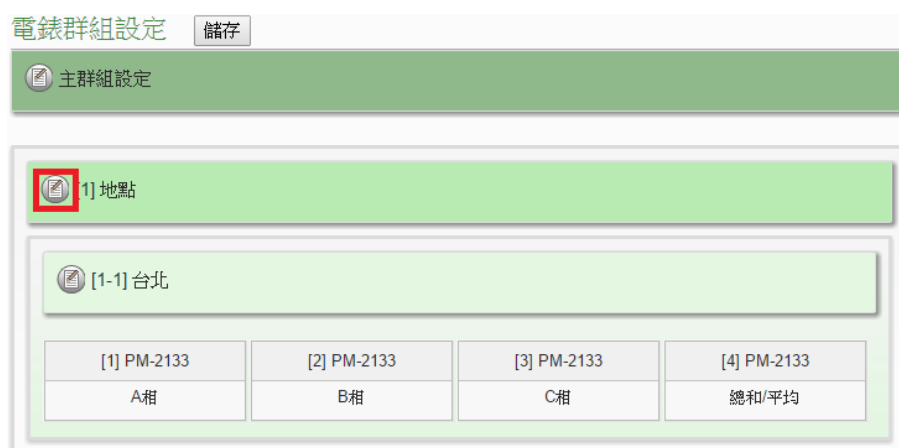 電錶群組設定 儲存
主群組設定
[1] 地點
[1-1] 台北
[1] PM-2133 [2] PM-2133 [3] PM-2133 [4] PM-2133
A相 B相 C相 總和/平均